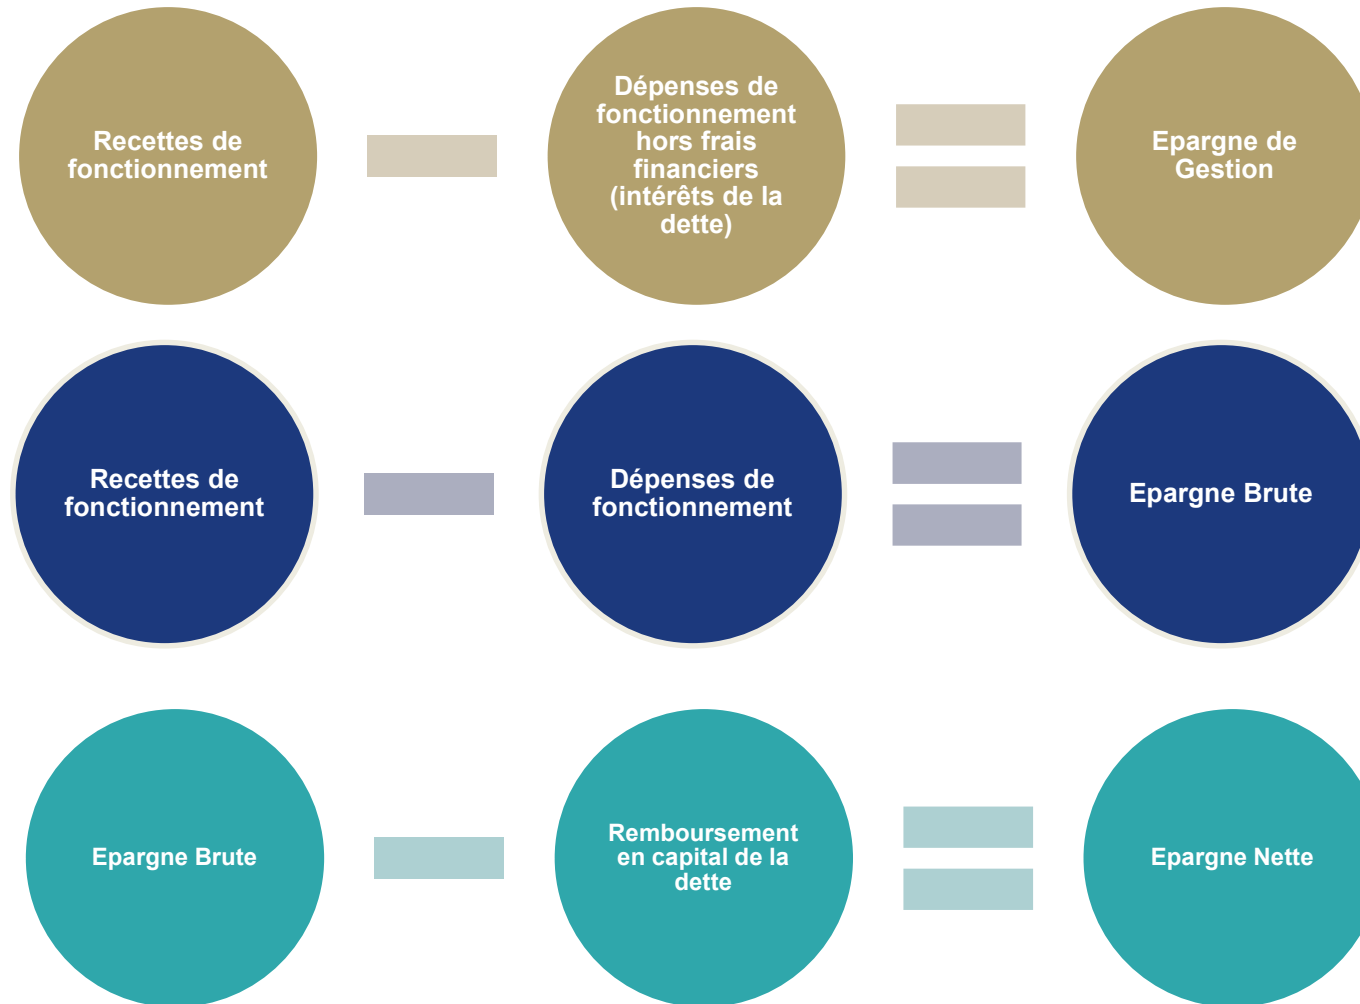 Recettes de
fonctionnement
Dépenses de
fonctionnement
hors frais
financiers
(intérêts de la
dette)
Epargne de
Gestion
Recettes de
fonctionnement
Dépenses de
fonctionnement
Epargne Brute
Epargne Brute
Remboursement
en capital de la
dette
Epargne Nette